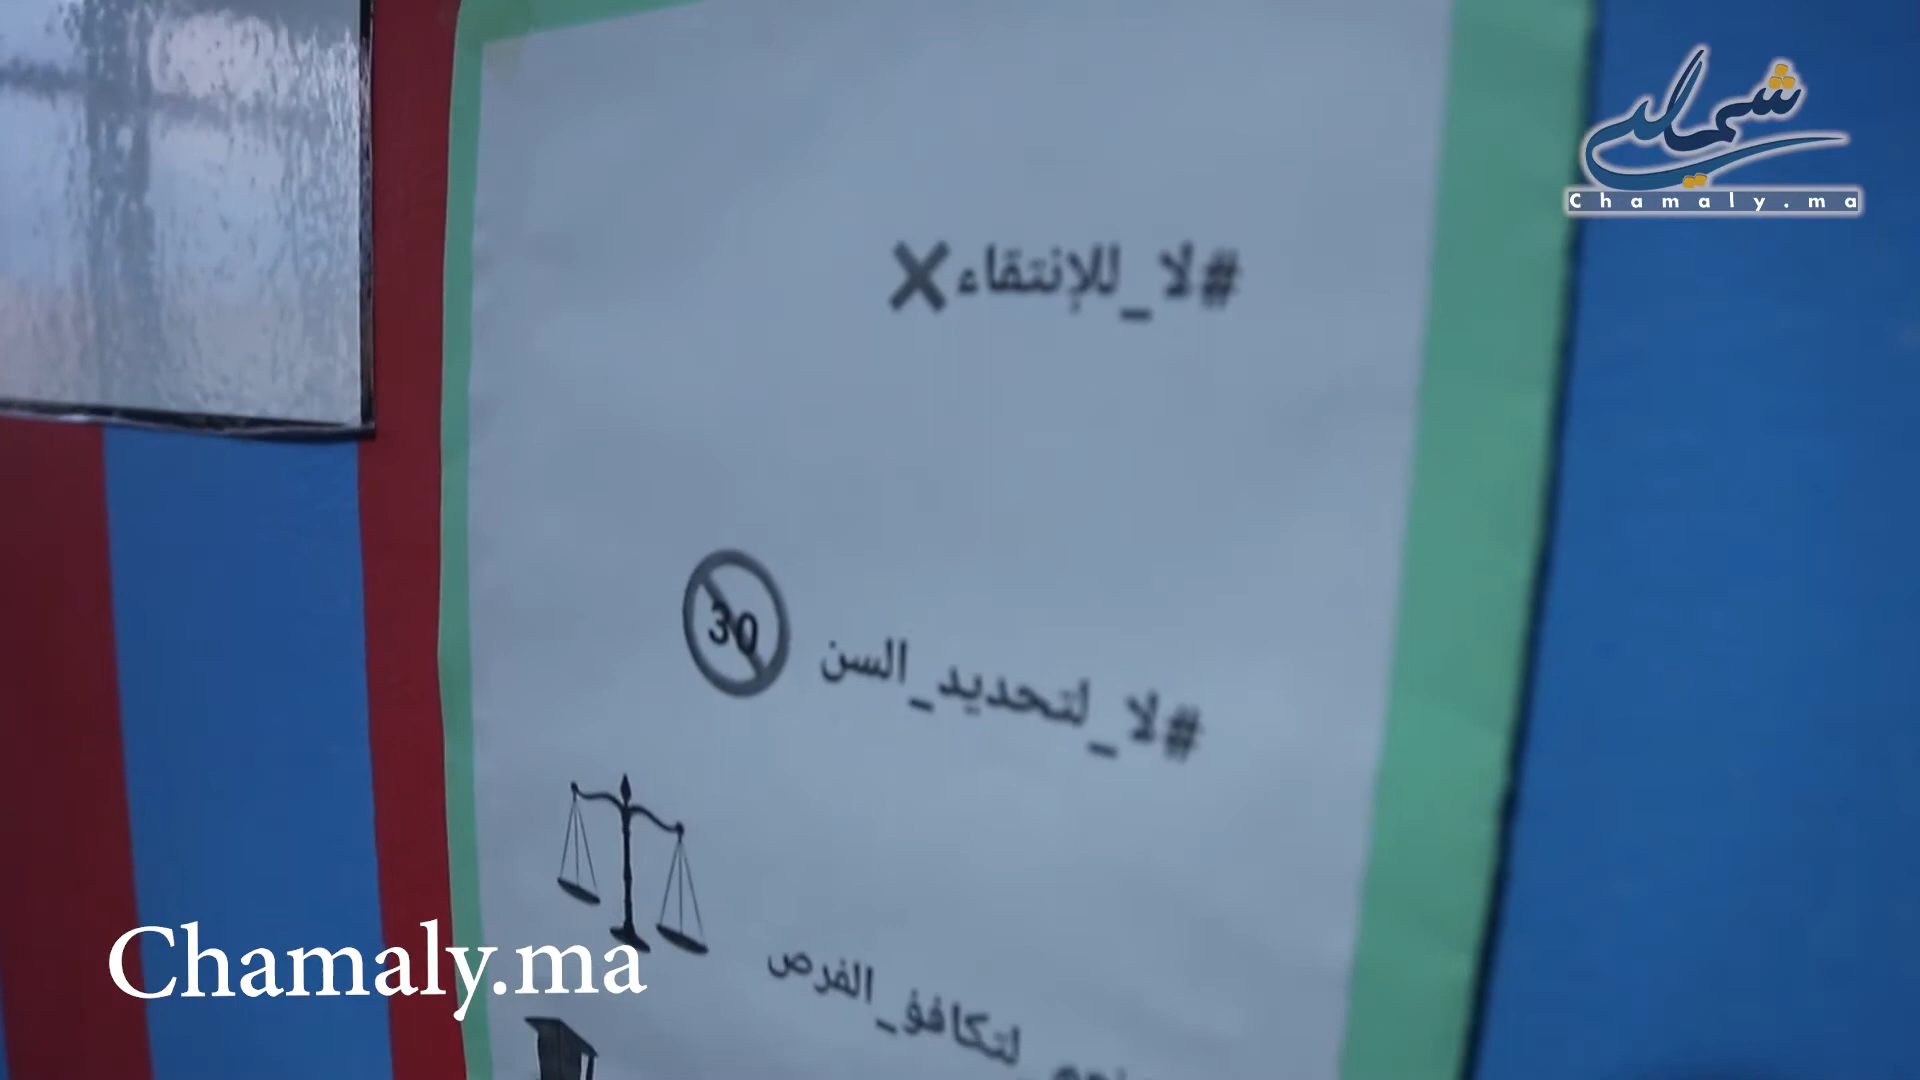 شمالي
Chamaly.ma
#لا_للإنتقاء
#لا_لتحديد_السن
30
لتكافؤ_الفرص
Chamaly.ma